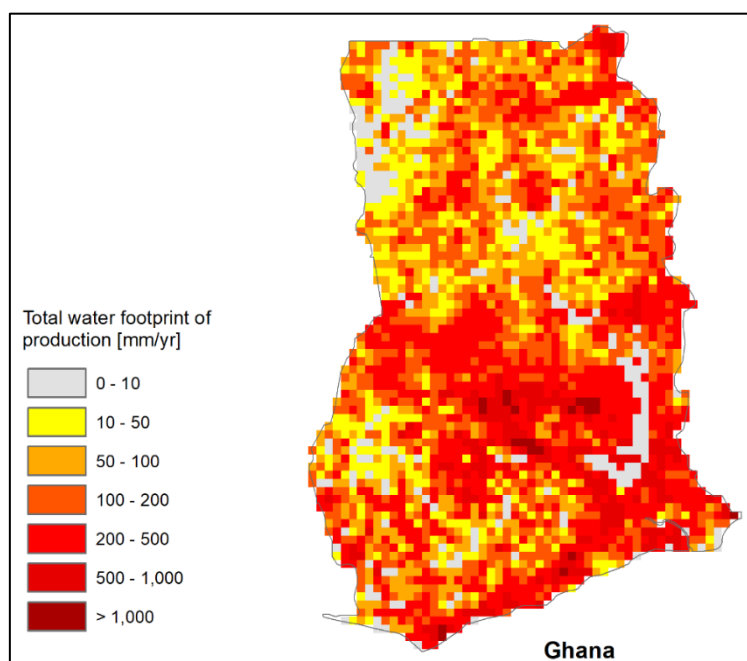 Total water footprint of
production [mm/yr]
0 - 10
10 - 50
50 - 100
100 - 200
200 - 500
500 - 1,000
> 1,000
Ghana